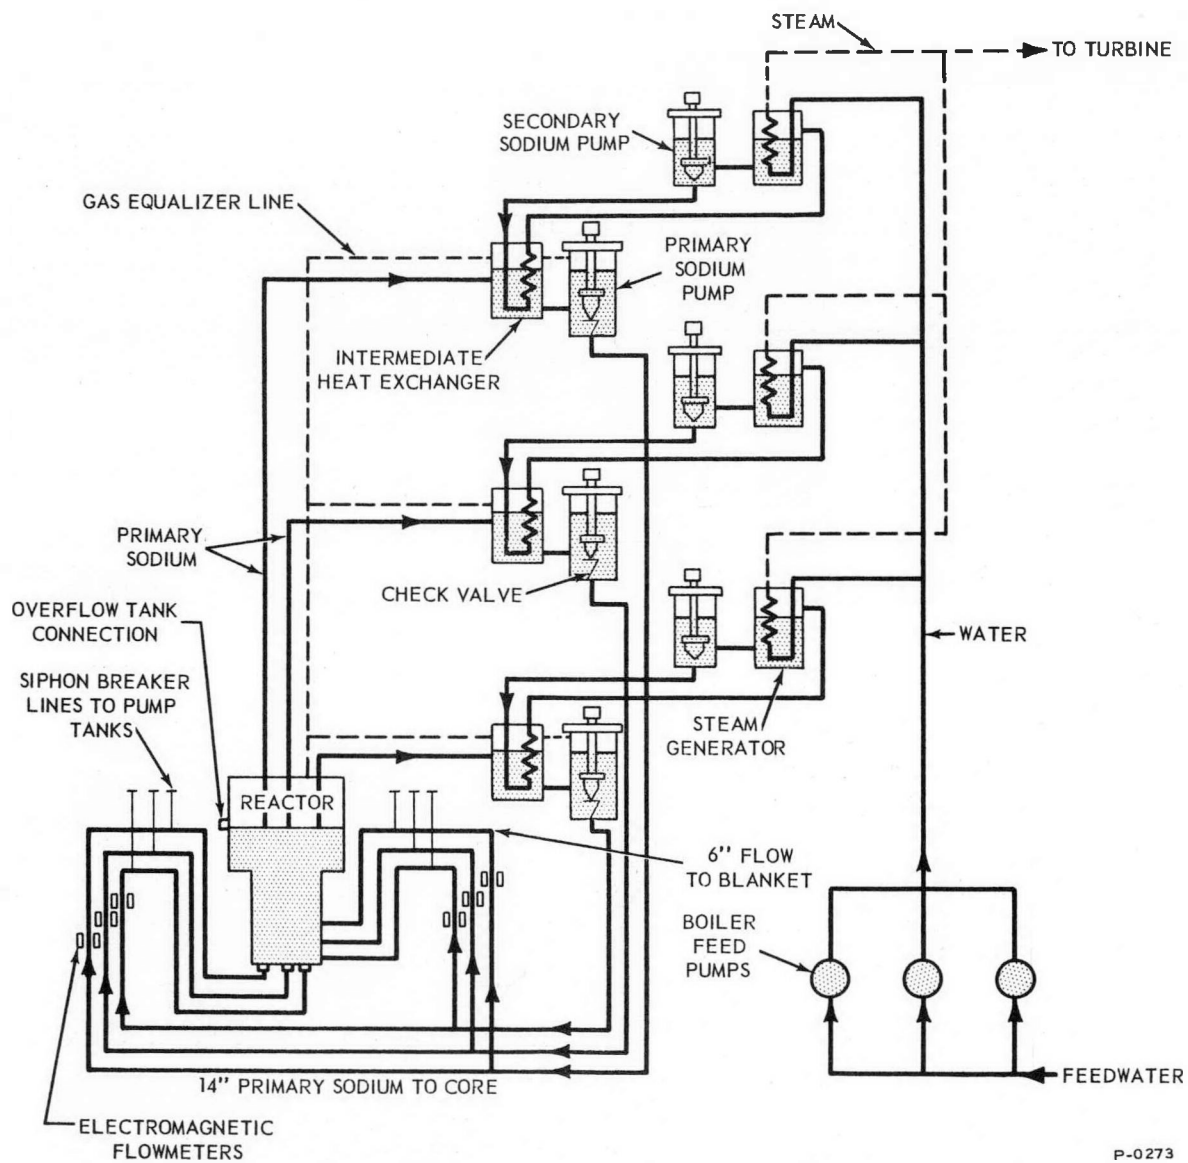 STEAM
TO TURBINE
SECONDARY
SODIUM PUMP
GAS EQUALIZER LINE
PRIMARY
SODIUM
PUMP
INTERMEDIATE
HEAT EXCHANGER
PRIMARY
SODIUM
CHECK VALVE
OVERFLOW TANK
CONNECTION
WATER
SIPHON BREAKER
LINES TO PUMP
TANKS
STEAM
GENERATOR
REACTOR
6'' FLOW
TO BLANKET
BOILER
FEED
PUMPS
14'' PRIMARY SODIUM TO CORE
FEEDWATER
ELECTROMAGNETIC
FLOWMETERS
P-0273